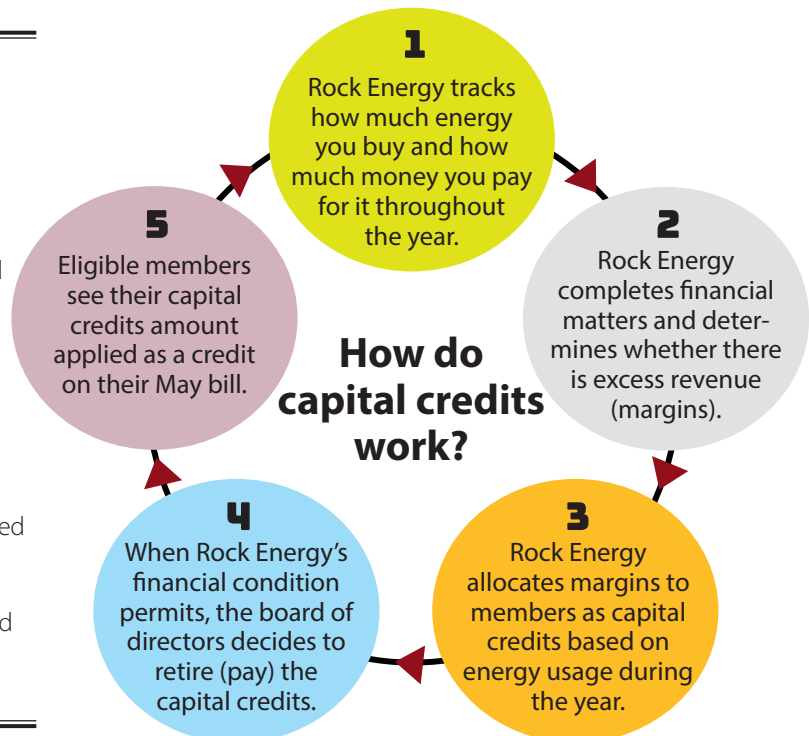 How do
capital credits
work?
1
Rock Energy tracks
how much energy
you buy and how
much money you pay
for it throughout
the year.
2
Rock Energy
completes financial
matters and deter-
mines whether there
is excess revenue
(margins).
3
Rock Energy
allocates margins to
members as capital
credits based on
energy usage during
the year.
4
When Rock Energy's
financial condition
permits, the board of
directors decides to
retire (pay) the
capital credits.
5
Eligible members
see their capital
credits amount
applied as a credit
on their May bill.